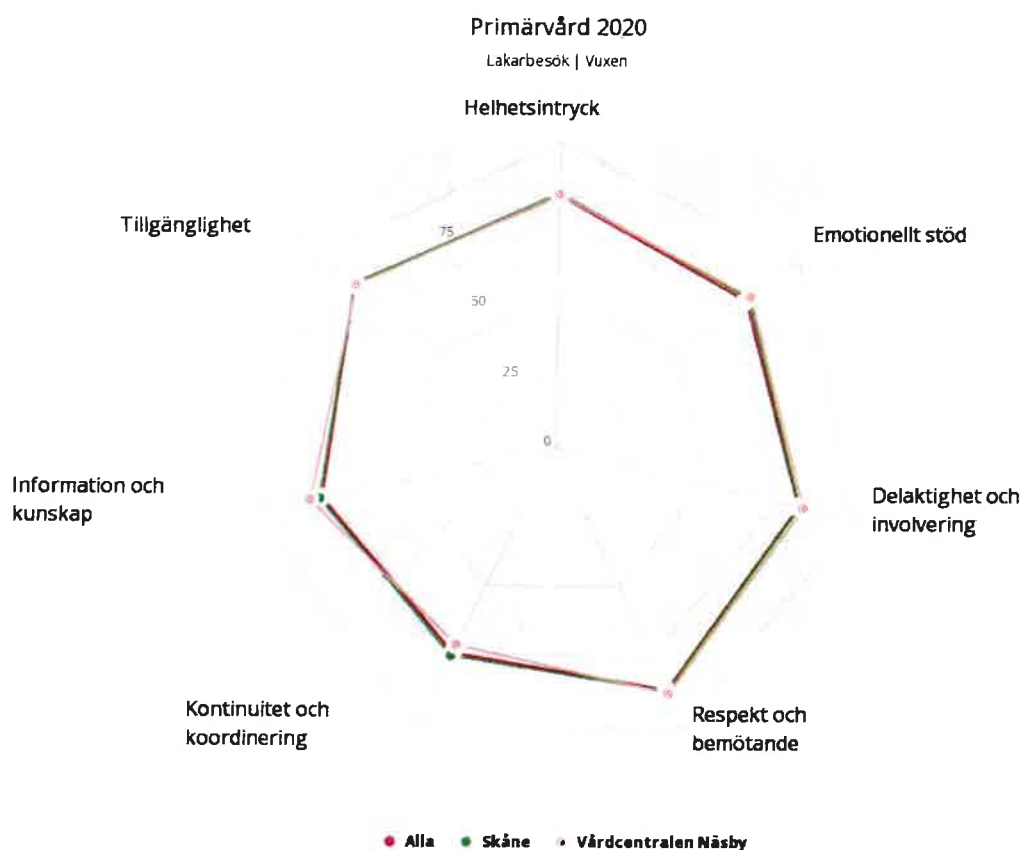 Primärvård 2020
Läkarbesök | Vuxen
Helhetsintryck
Tillgänglighet
75
Emotionellt stöd
50
25
0
Information och
kunskap
Delaktighet och
involvering
Kontinuitet och
koordinering
Respekt och
bemötande
Alla Skåne Vårdcentralen Näsby